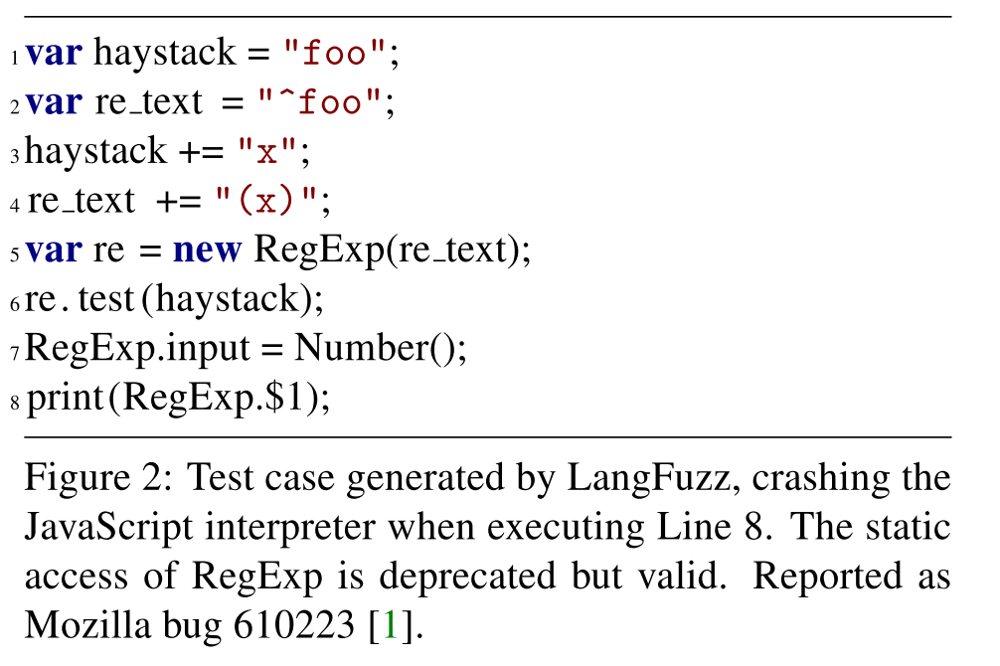 1 var haystack = "foo";
2 var re_text = "^foo";
3 haystack += "x";
4 re_text += "(x)";
5 var re = new RegExp(re_text);
6 re.test(haystack);
7 RegExp.input = Number();
8 print(RegExp.$1);
Figure 2: Test case generated by LangFuzz, crashing the
JavaScript interpreter when executing Line 8. The static
access of RegExp is deprecated but valid. Reported as
Mozilla bug 610223 [1].